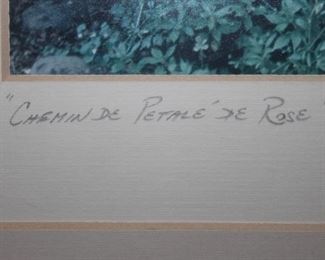 "CHEMIN DE PETALE' DE ROSE